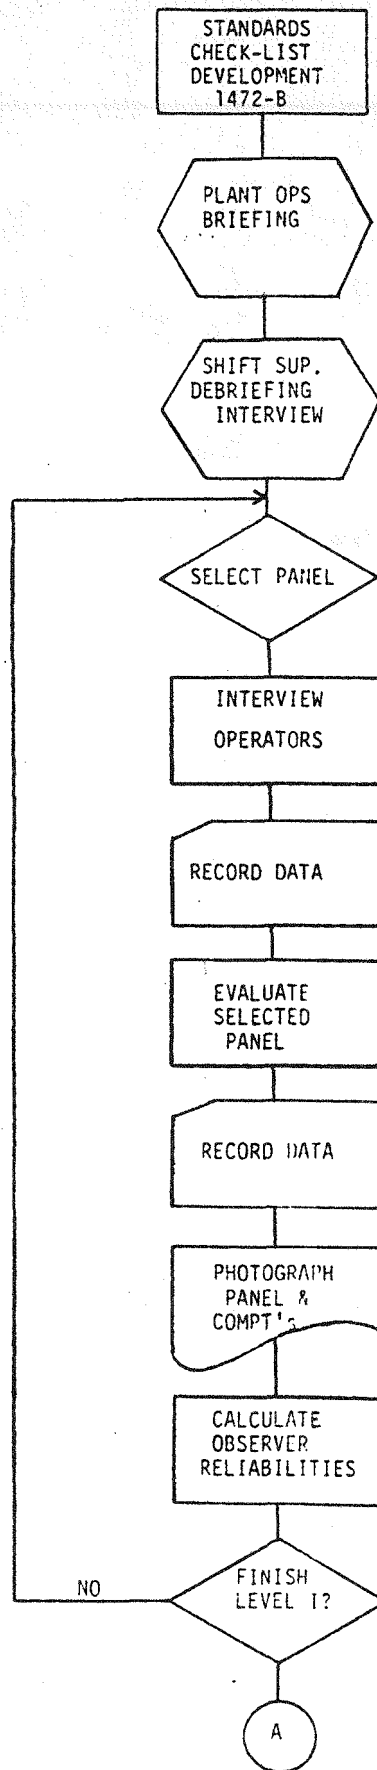 STANDARDS
CHECK-LIST
DEVELOPMENT
1472-B
PLANT OPS
BRIEFING
SHIFT SUP.
DEBRIEFING
INTERVIEW
SELECT PANEL
INTERVIEW
OPERATORS
RECORD DATA
EVALUATE
SELECTED
PANEL
RECORD DATA
PHOTOGRAPH
PANEL &
COMPT's
CALCULATE
OBSERVER
RELIABILITIES
FINISH
LEVEL I?
NO
A